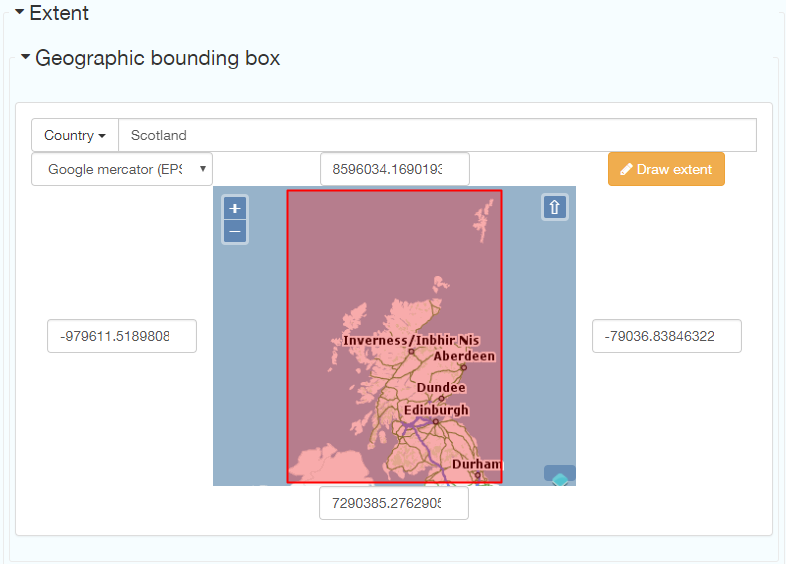 Extent
Geographic bounding box
Country Scotland
Google mercator (EPS 8596034.1690193 Draw extent
+
–
⇧
Inverness/Inbhir Nis
Aberdeen
-979611.5189808 -79036.83846322
Dundee
Edinburgh
Durham
7290385.2762905